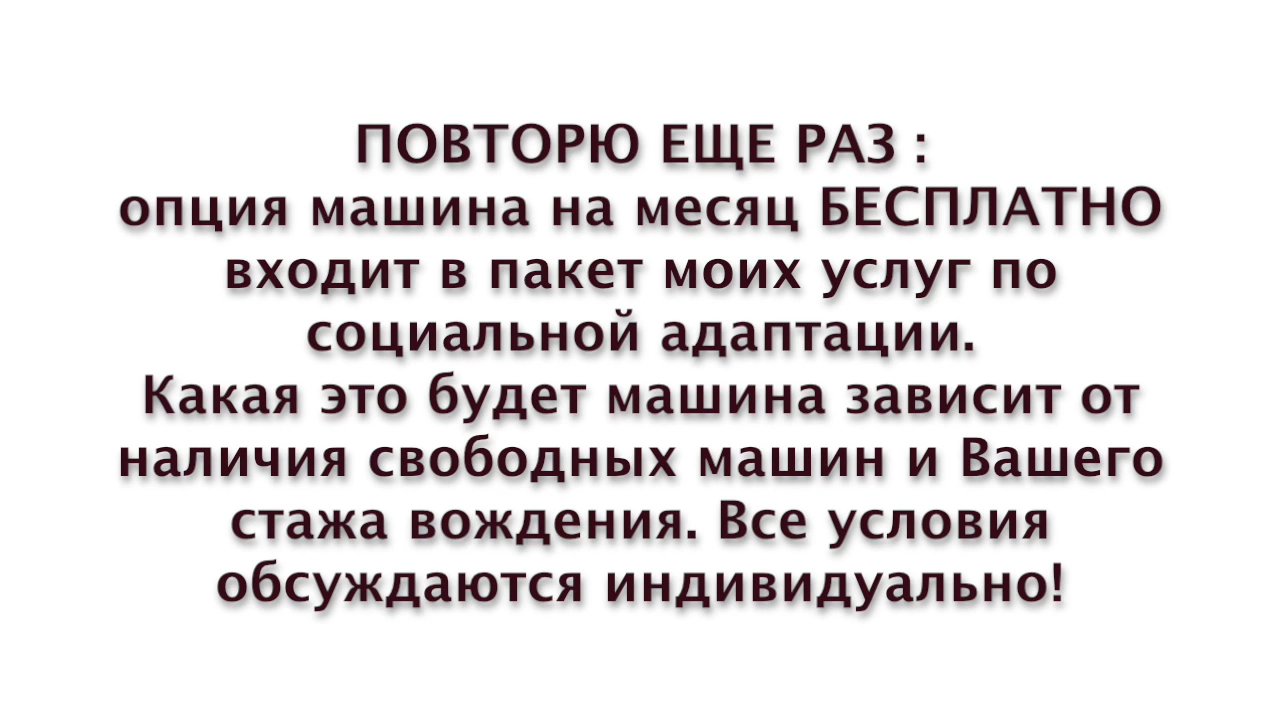 ПОВТОРЮ ЕЩЕ РАЗ :
опция машина на месяц БЕСПЛАТНО
входит в пакет моих услуг по
социальной адаптации.
Какая это будет машина зависит от
наличия свободных машин и Вашего
стажа вождения. Все условия
обсуждаются индивидуально!